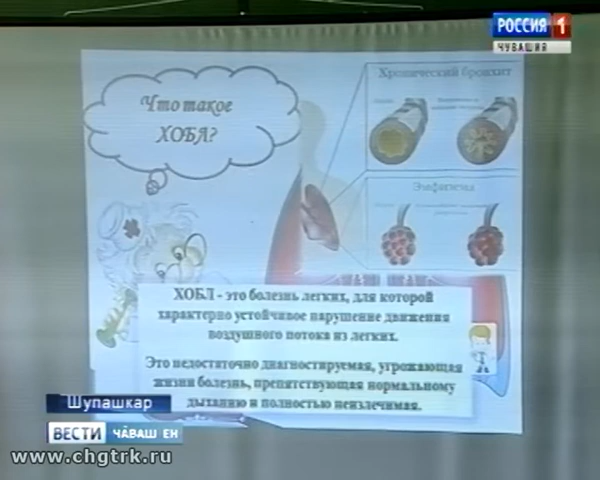 РОССИЯ 1
ЧУВАШИЯ
Что такое
ХОБЛ?
Хронический бронхит
Эмфизема
ХОБЛ - это болезнь легких, для которой
характерно устойчивое нарушение движения
воздушного потока из легких.
Это недостаточно диагностируемая, угрожающая
жизни болезнь, препятствующая нормальному
дыханию и полностью неизлечимая.
Шупашкар
ВЕСТИ ЧӐВАШ ЕН
www.chgtrk.ru